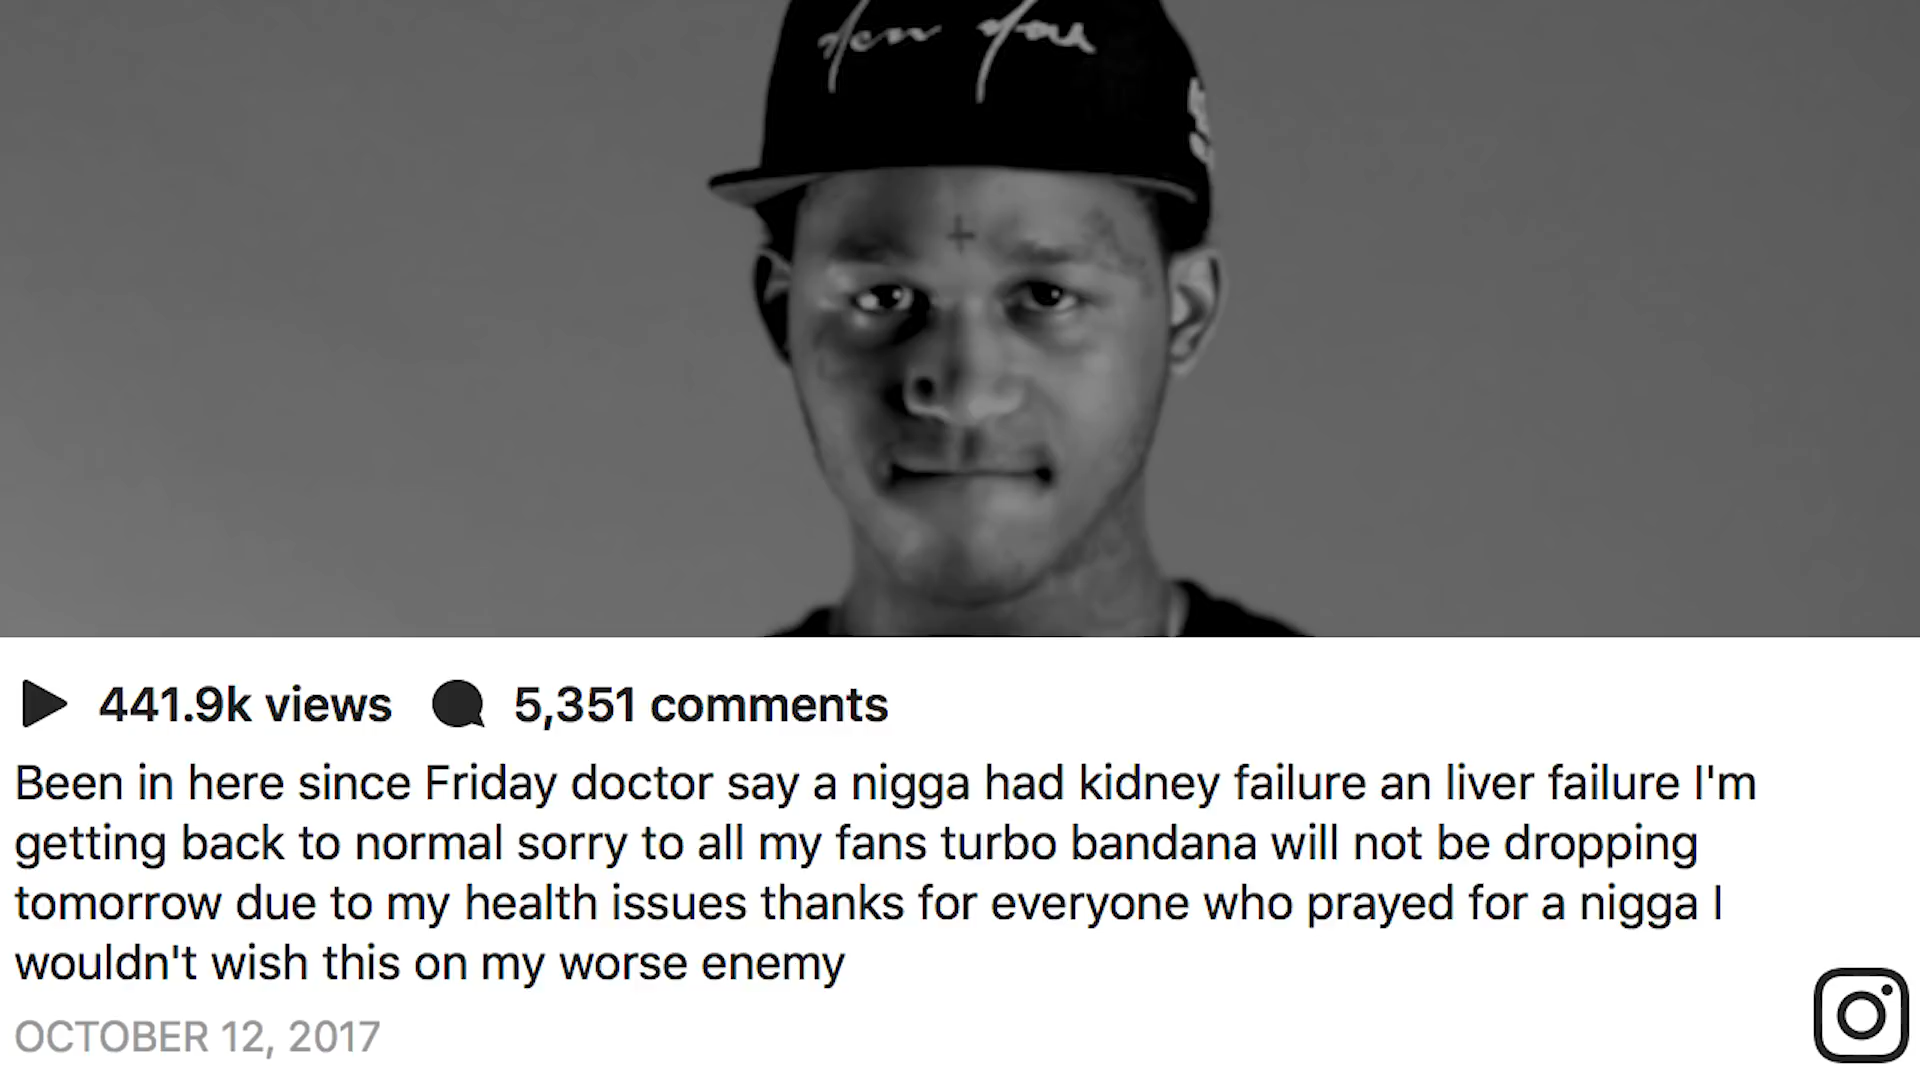 441.9k views 5,351 comments
Been in here since Friday doctor say a nigga had kidney failure an liver failure I'm
getting back to normal sorry to all my fans turbo bandana will not be dropping
tomorrow due to my health issues thanks for everyone who prayed for a nigga I
wouldn't wish this on my worse enemy
OCTOBER 12, 2017